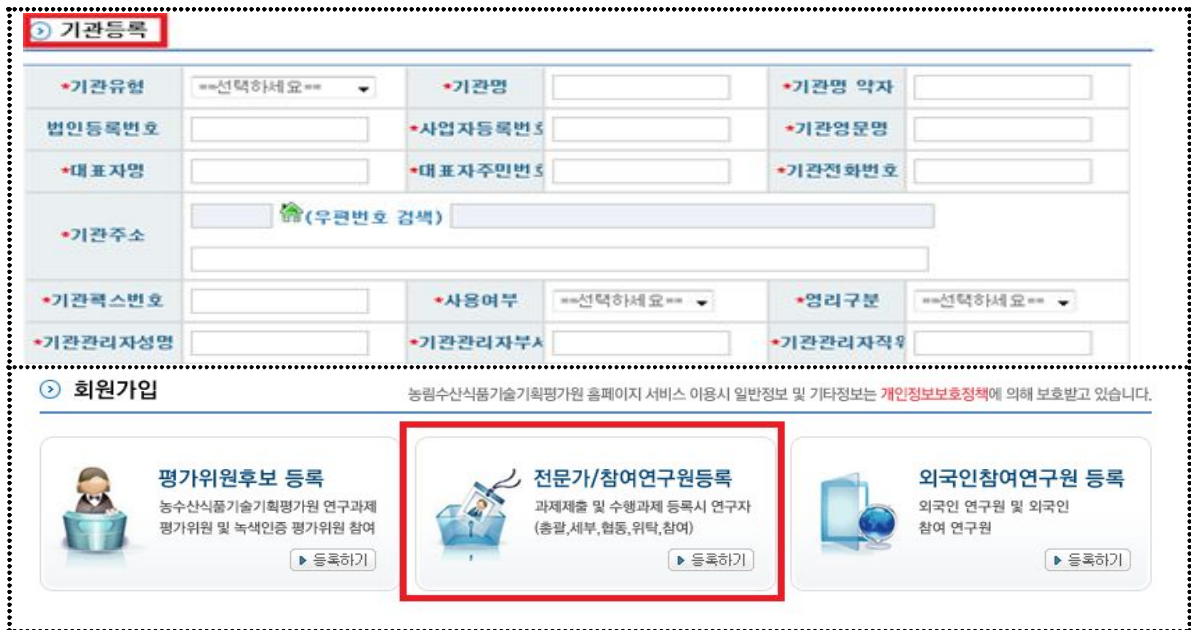 기관등록
*기관유형 ==선택하세요== *기관명 *기관명 약자
법인등록번호 *사업자등록번호 *기관영문명
*대표자명 *대표자주민번호 *기관전화번호
*기관주소 (우편번호 검색)
*기관팩스번호 *사용여부 ==선택하세요== *영리구분 ==선택하세요==
*기관관리자성명 *기관관리자부서 *기관관리자직위
회원가입 농림수산식품기술기획평가원 홈페이지 서비스 이용시 일반정보 및 기타정보는 개인정보보호정책에 의해 보호받고 있습니다.
평가위원후보 등록
농수산식품기술기획평가원 연구과제
평가위원 및 녹색인증 평가위원 참여
등록하기
전문가/참여연구원등록
과제제출 및 수행과제 등록시 연구자
(총괄,세부,협동,위탁,참여)
등록하기
외국인참여연구원 등록
외국인 연구원 및 외국인
참여 연구원
등록하기